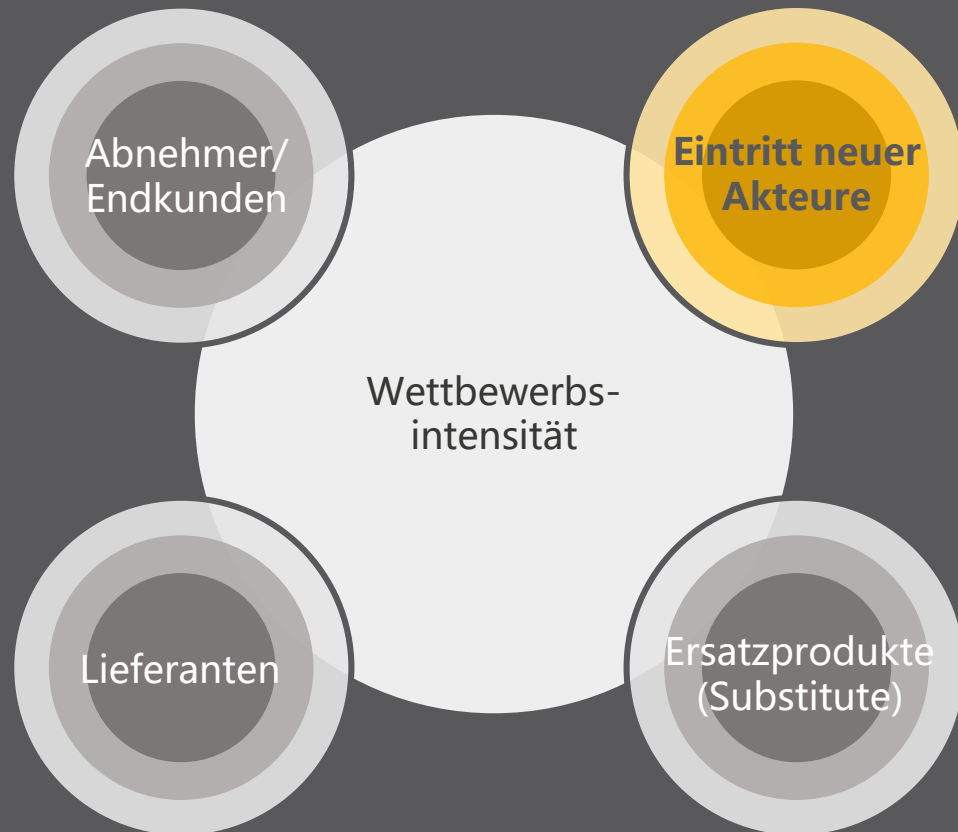 Abnehmer/
Endkunden
Eintritt neuer
Akteure
Wettbewerbs-
intensität
Lieferanten
Ersatzprodukte
(Substitute)